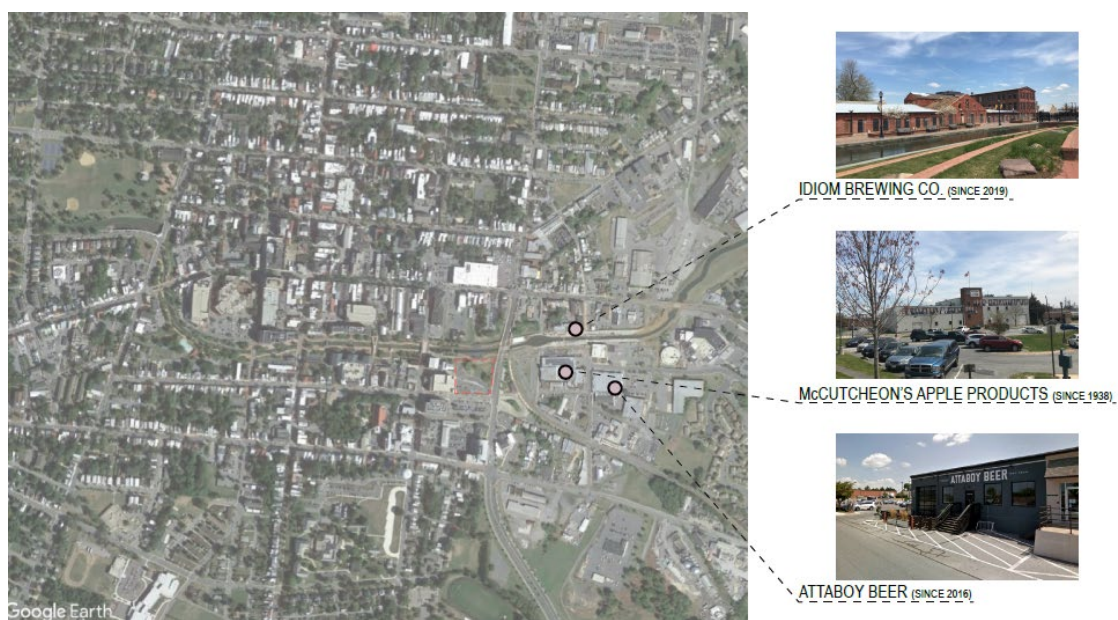 IDIOM BREWING CO. (SINCE 2019)
McCUTCHEON'S APPLE PRODUCTS (SINCE 1938)
ATTABOY BEER
ATTABOY BEER (SINCE 2016)
Google Earth